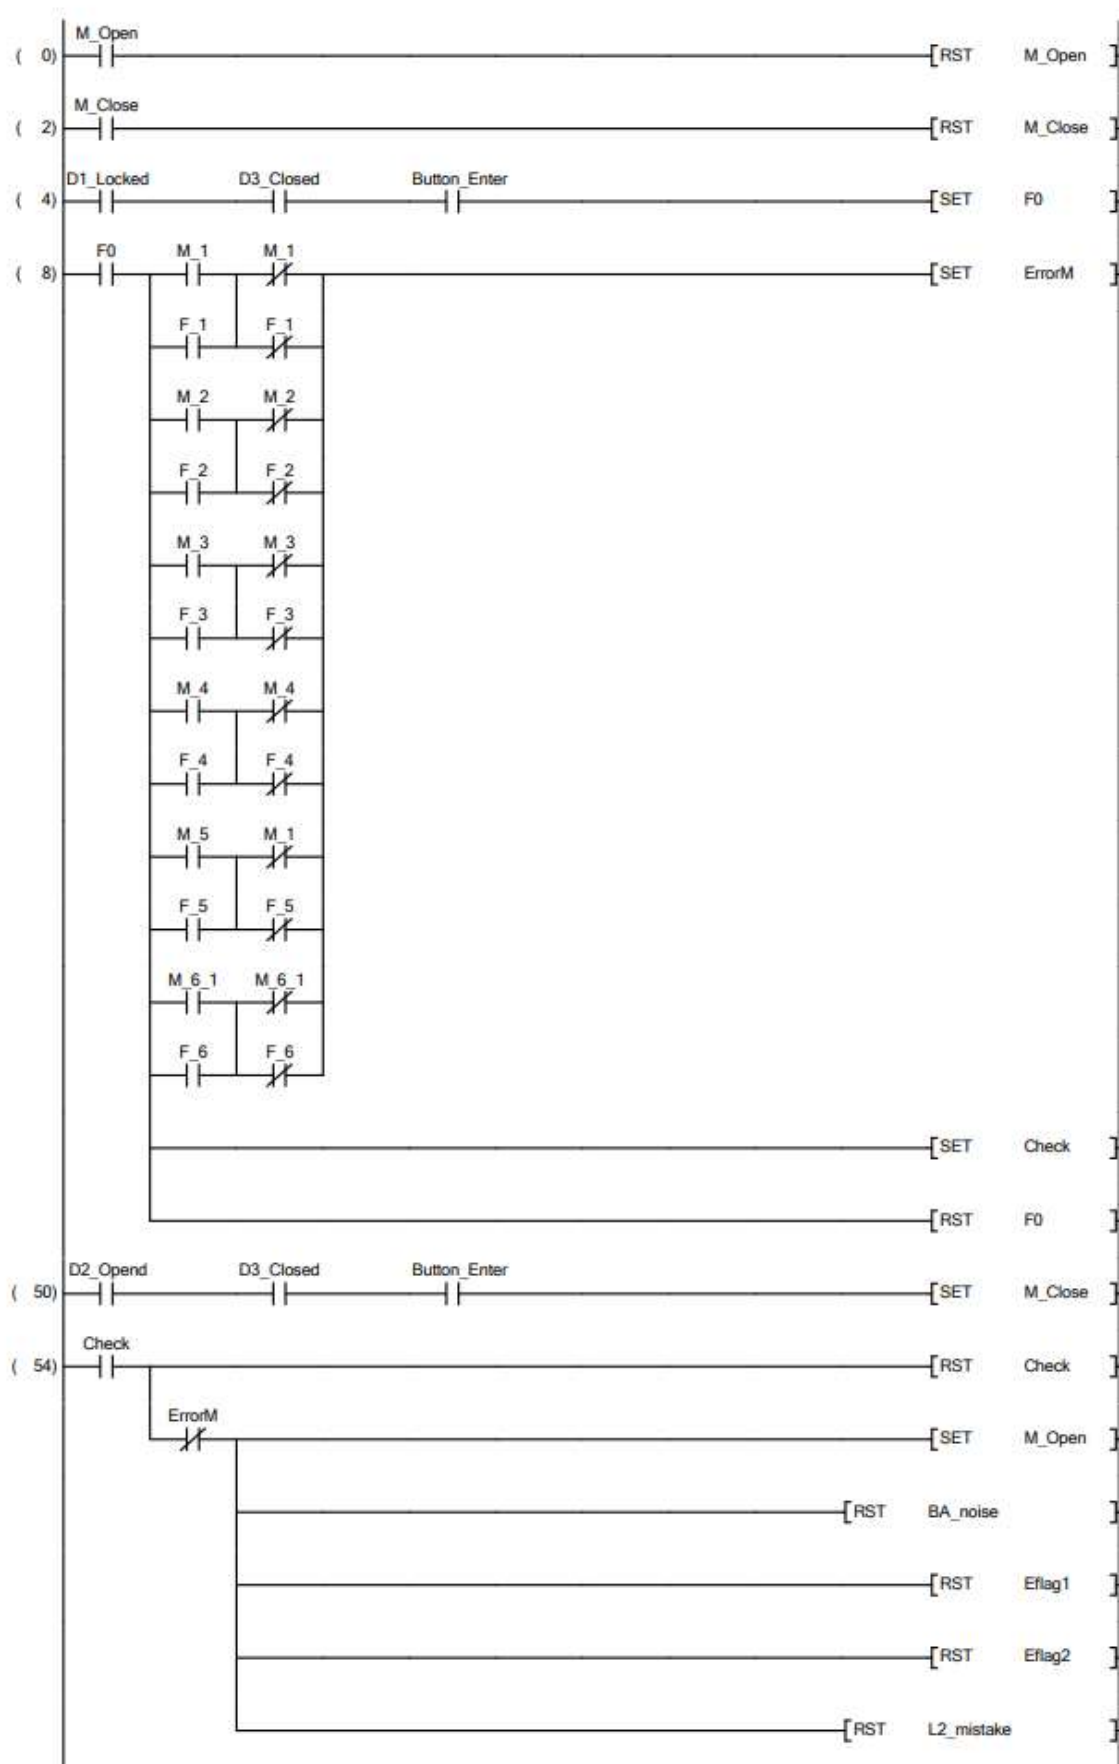 M_Open
( 0) [RST M_Open ]
M_Close
( 2) [RST M_Close ]
D1_Locked D3_Closed Button_Enter
( 4) [SET F0 ]
F0 M_1 M_1
( 8) [SET ErrorM ]
F_1 F_1
M_2 M_2
F_2 F_2
M_3 M_3
F_3 F_3
M_4 M_4
F_4 F_4
M_5 M_1
F_5 F_5
M_6_1 M_6_1
F_6 F_6
[SET Check ]
[RST F0 ]
D2_Opend D3_Closed Button_Enter
( 50) [SET M_Close ]
Check
( 54) [RST Check ]
ErrorM
[SET M_Open ]
[RST BA_noise ]
[RST Eflag1 ]
[RST Eflag2 ]
[RST L2_mistake ]